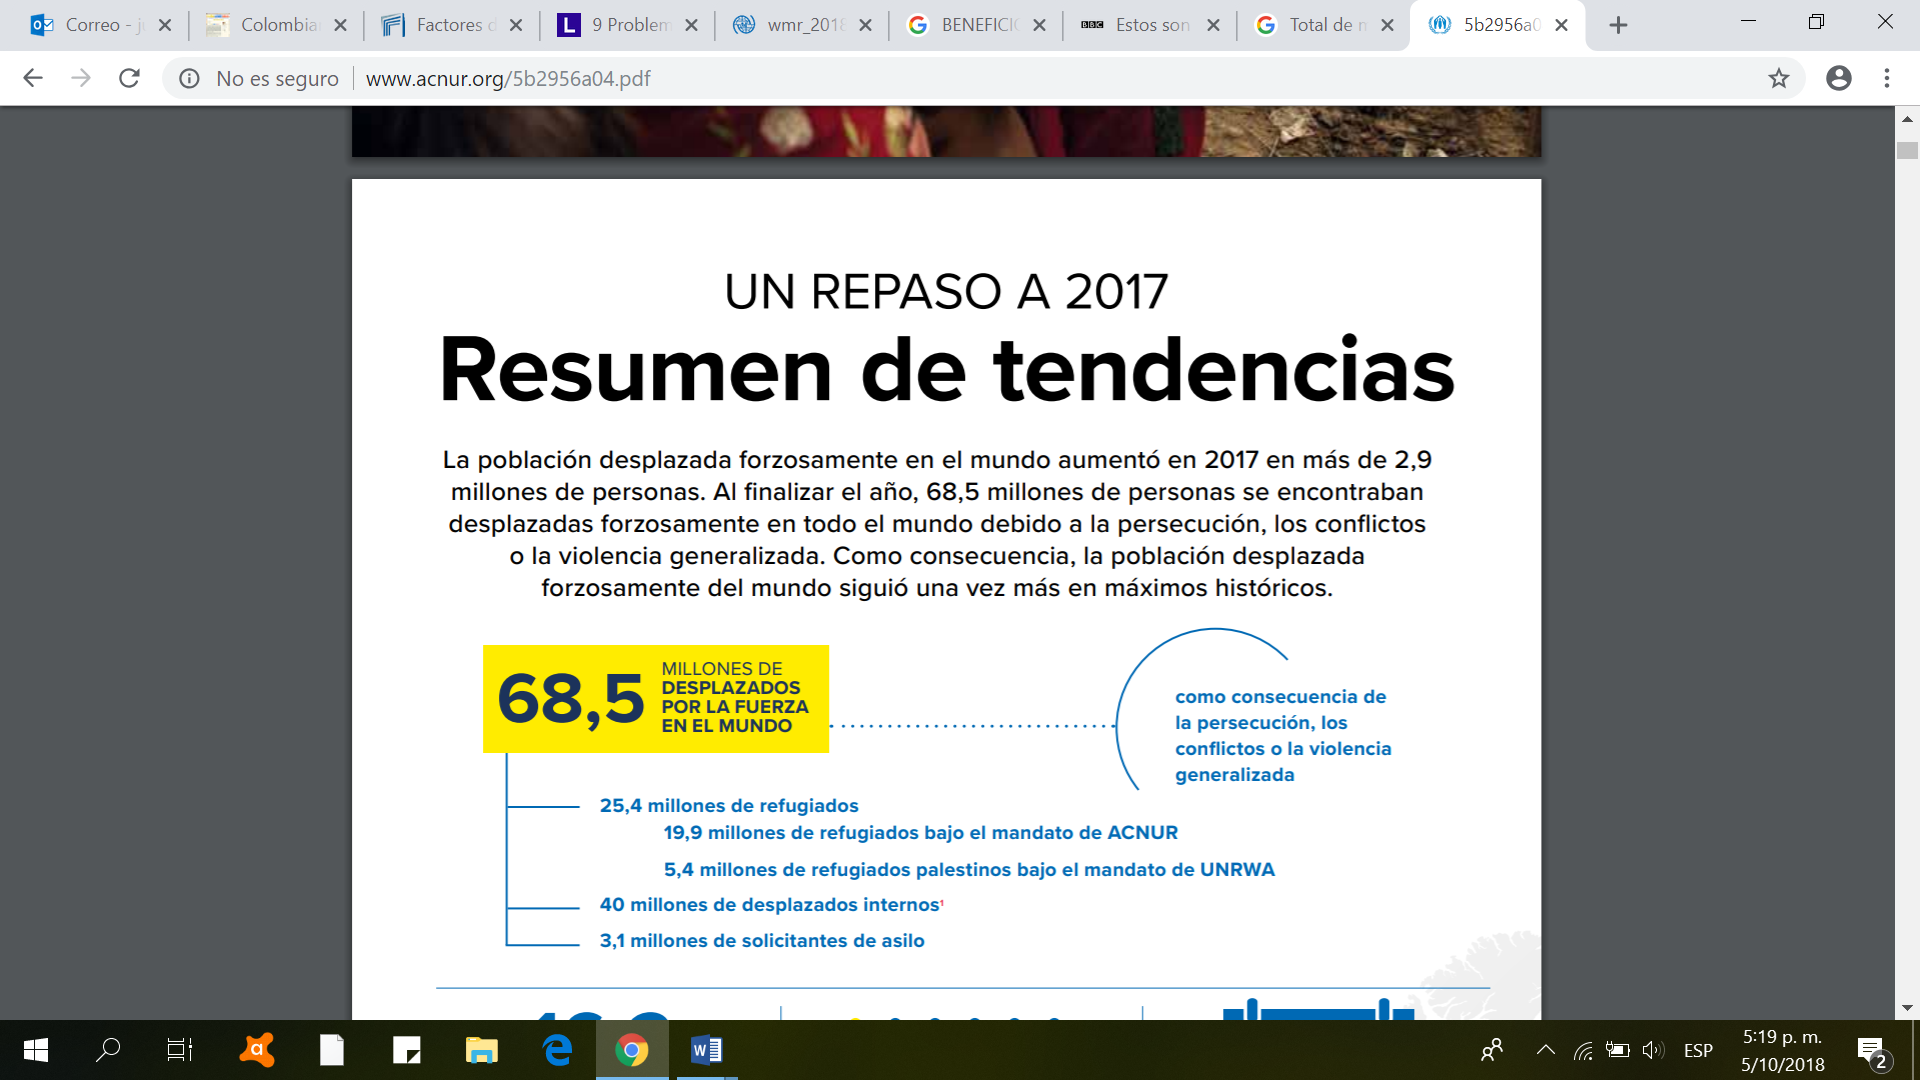 Correo - j
Colombia
Factores d
9 Problem
wmr_2018
BENEFICIO
Estos son
Total de m
5b2956a0
No es seguro
www.acnur.org/5b2956a04.pdf
UN REPASO A 2017
Resumen de tendencias
La población desplazada forzosamente en el mundo aumentó en 2017 en más de 2,9
millones de personas. Al finalizar el año, 68,5 millones de personas se encontraban
desplazadas forzosamente en todo el mundo debido a la persecución, los conflictos
o la violencia generalizada. Como consecuencia, la población desplazada
forzosamente del mundo siguió una vez más en máximos históricos.
68,5
MILLONES DE
DESPLAZADOS
POR LA FUERZA
EN EL MUNDO
como consecuencia de
la persecución, los
conflictos o la violencia
generalizada
25,4 millones de refugiados
19,9 millones de refugiados bajo el mandato de ACNUR
5,4 millones de refugiados palestinos bajo el mandato de UNRWA
40 millones de desplazados internos¹
3,1 millones de solicitantes de asilo
ESP
5:19 p. m.
5/10/2018
2